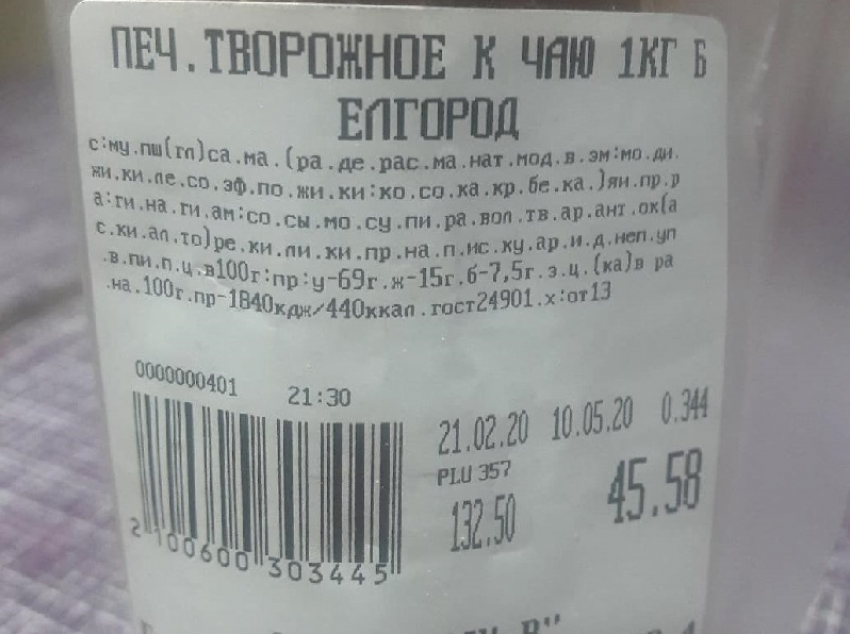 ПЕЧ.ТВОРОЖНОЕ К ЧАЮ 1КГ Б
ЕЛГОРОД
с:му.пш(гл)са.ма.(ра.де.рас.ма.нат.мод.в.эм:мо.ди.
жи.ки.ле.со.эф.по.жи.ки:ко.со.ка.кр.бе.ка.)ян.пр.р
а:ги.на.ги.ам:со.сы.мо.су.пи.ра.вол.тв.ар.ант.ок(а
с.ки.ал.то)ре.ки.ли.ки.пр.на.п.ис.ку.ар.и.д.неп.уп
.в.пи.п.ц.в100г:пр:у-69г.ж-15г.б-7,5г.э.ц.(ка)в ра
.на.100г.пр-1840кдж/440ккал.гост24901.х:от13
0000000401 21:30
21.02.20 10.05.20 0.344
PLU 357
132.50 45.58
2 100600 303445